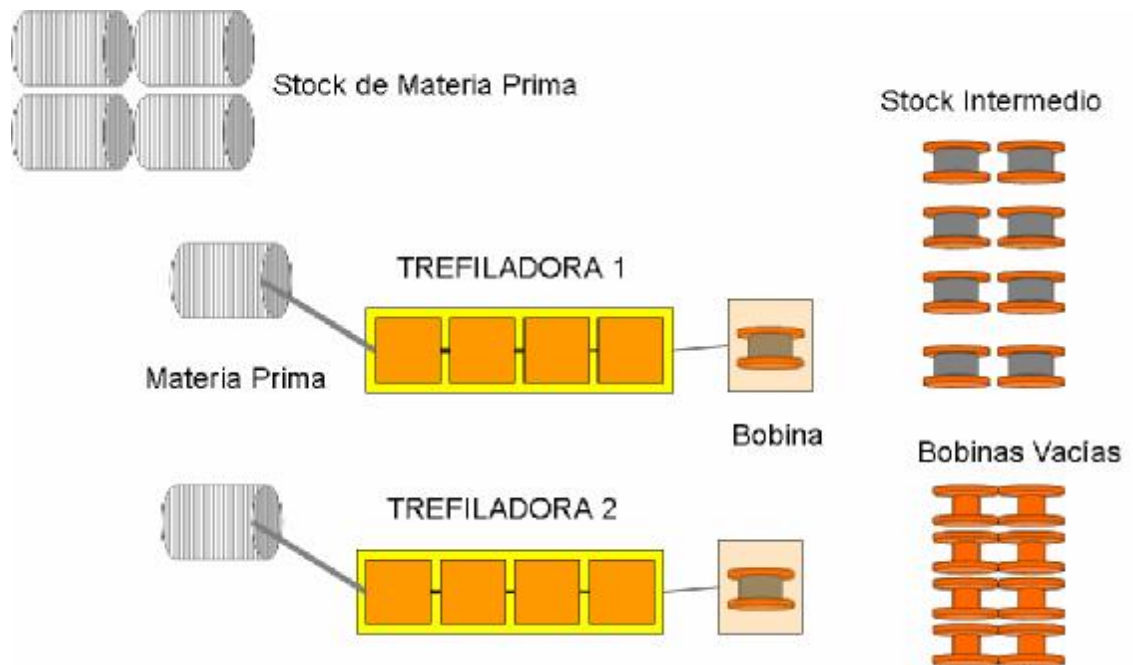 Stock de Materia Prima
Stock Intermedio
TREFILADORA 1
Materia Prima
Bobina
Bobinas Vacías
TREFILADORA 2